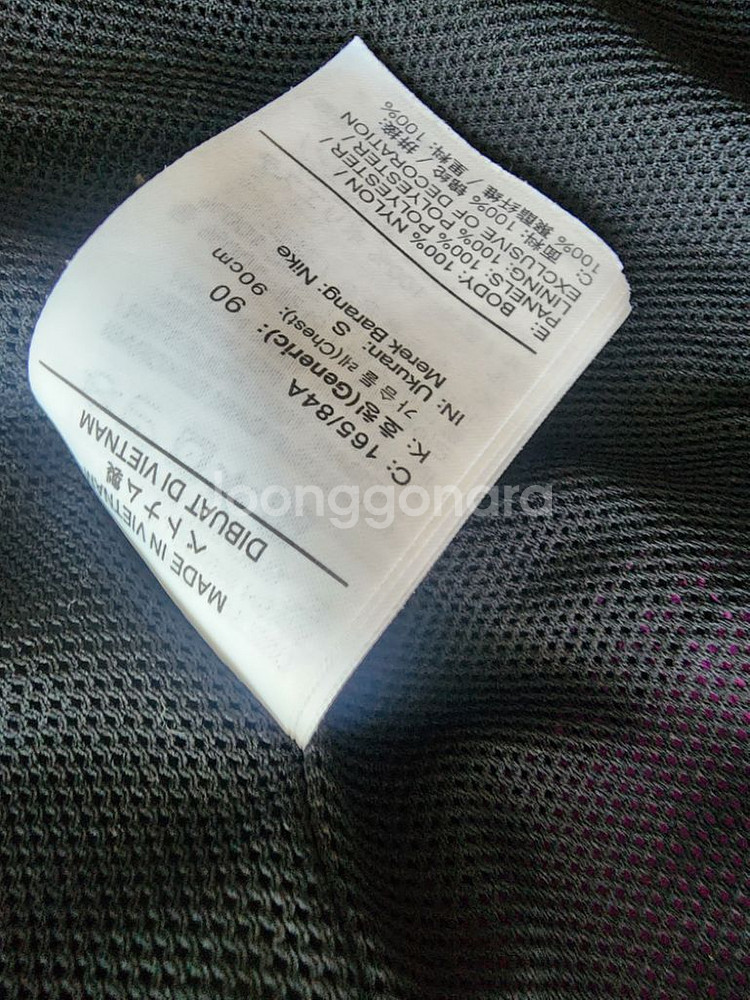 MADE IN VIETNAM
ベトナム製
DIBUAT DI VIETNAM
C: 165/84A
K: 호칭(Generic): 90
가슴둘레(Chest): 90cm
IN: Ukuran: S
Merek Barang: Nike
E: BODY: 100% NYLON/
PANELS: 100% POLYESTER/
LINING: 100% POLYESTER/
EXCLUSIVE OF DECORATION
C: 面料: 100% 锦纶 / 拼接:
100% 聚酯纤维 / 里料: 100%
Joonggonara